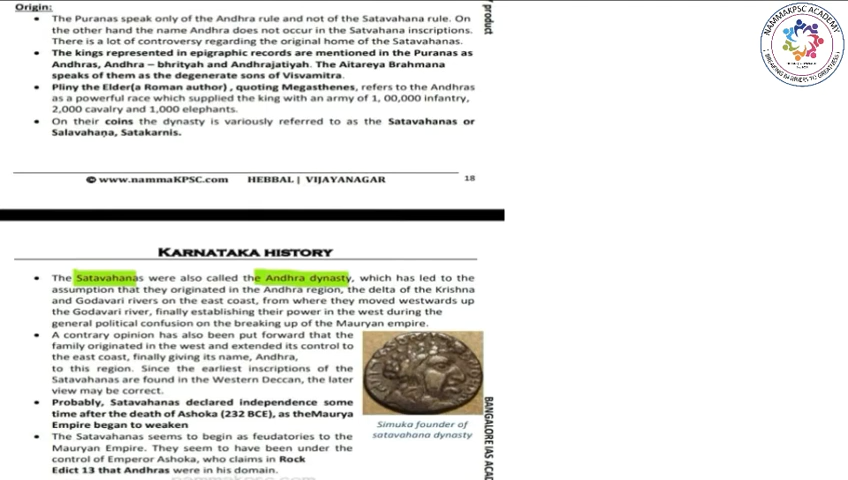 Origin:
• The Puranas speak only of the Andhra rule and not of the Satavahana rule. On
the other hand the name Andhra does not occur in the Satvahana inscriptions.
There is a lot of controversy regarding the original home of the Satavahanas.
• The kings represented in epigraphic records are mentioned in the Puranas as
Andhras, Andhra – bhrityah and Andhrajatiyah. The Aitareya Brahmana
speaks of them as the degenerate sons of Visvamitra.
• Pliny the Elder(a Roman author) , quoting Megasthenes, refers to the Andhras
as a powerful race which supplied the king with an army of 1, 00,000 infantry,
2,000 cavalry and 1,000 elephants.
• On their coins the dynasty is variously referred to as the Satavahanas or
Salavahaṇa, Satakarnis.
© www.nammaKPSC.com HEBBAL | VIJAYANAGAR 18
product
NAMMAKPSC ACADEMY
KARNATAKA HISTORY
• The Satavahanas were also called the Andhra dynasty, which has led to the
assumption that they originated in the Andhra region, the delta of the Krishna
and Godavari rivers on the east coast, from where they moved westwards up
the Godavari river, finally establishing their power in the west during the
general political confusion on the breaking up of the Mauryan empire.
• A contrary opinion has also been put forward that the
family originated in the west and extended its control to
the east coast, finally giving its name, Andhra,
to this region. Since the earliest inscriptions of the
Satavahanas are found in the Western Deccan, the later
view may be correct.
• Probably, Satavahanas declared independence some
time after the death of Ashoka (232 BCE), as theMaurya
Empire began to weaken
• The Satavahanas seems to begin as feudatories to the
Mauryan Empire. They seem to have been under the
control of Emperor Ashoka, who claims in Rock
Edict 13 that Andhras were in his domain.
Simuka founder of
satavahana dynasty
BANGALORE IAS ACAD